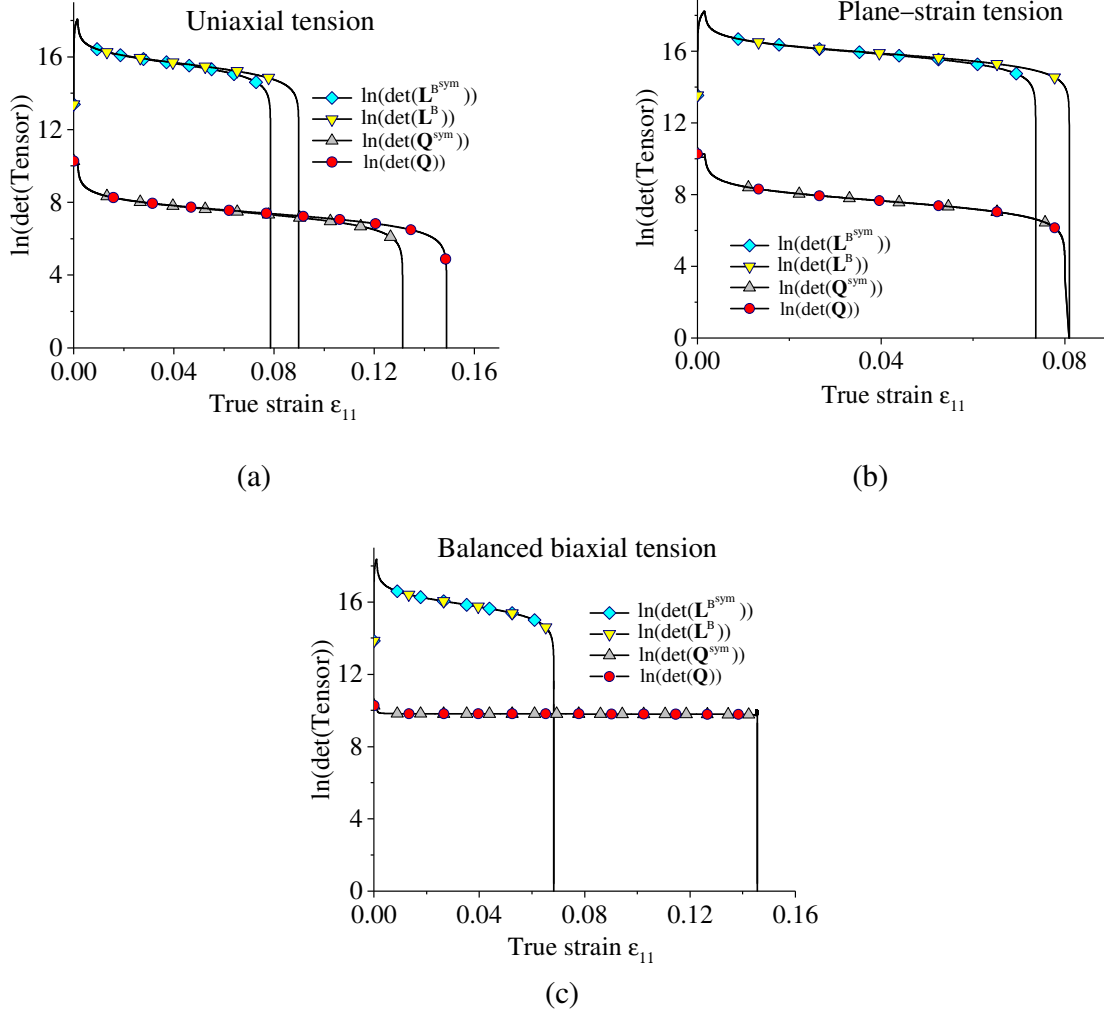 Uniaxial tension
ln(det(Tensor))
16
12
8
4
0
ln(det(L^B^sym))
ln(det(L^B))
ln(det(Q^sym))
ln(det(Q))
0.00 0.04 0.08 0.12 0.16
True strain ε₁₁
(a)
Plane–strain tension
ln(det(Tensor))
20
16
12
8
4
0
ln(det(L^B^sym))
ln(det(L^B))
ln(det(Q^sym))
ln(det(Q))
0.00 0.04 0.08
True strain ε₁₁
(b)
Balanced biaxial tension
ln(det(Tensor))
16
12
8
4
0
ln(det(L^B^sym))
ln(det(L^B))
ln(det(Q^sym))
ln(det(Q))
0.00 0.04 0.08 0.12 0.16
True strain ε₁₁
(c)